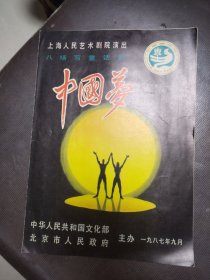 上海人民艺术剧院演出
八场写意话剧
中國夢
中华人民共和国文化部
北京市人民政府
主办
一九八七年九月